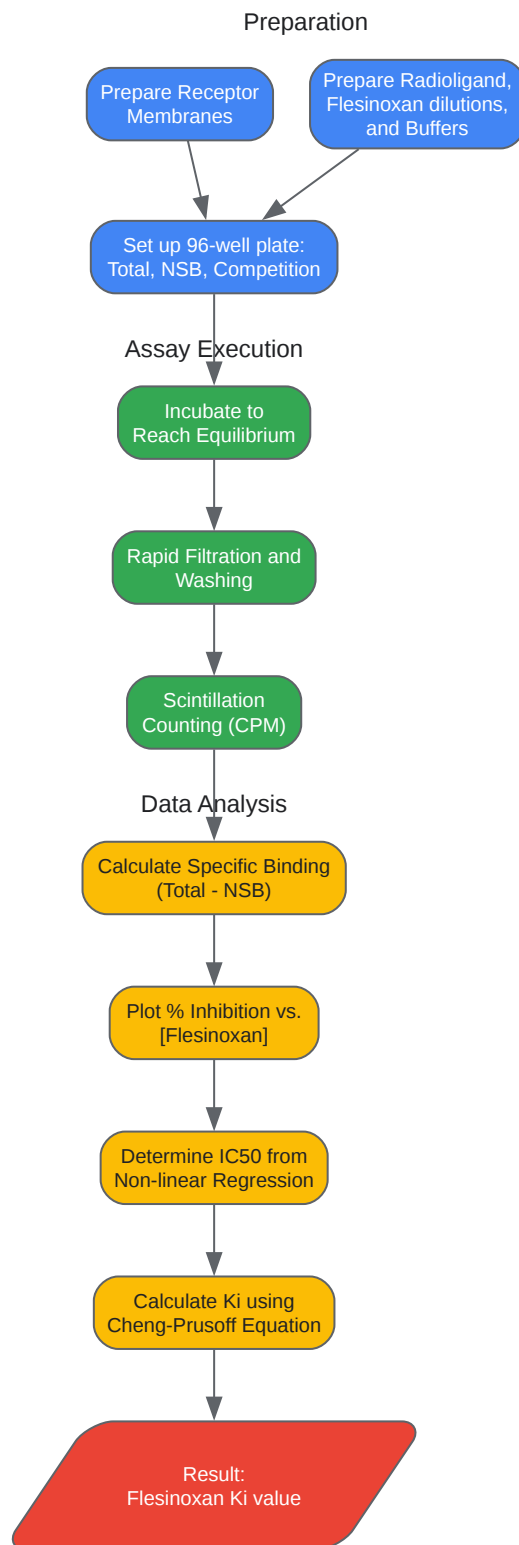 Preparation
Prepare Receptor
Membranes
Prepare Radioligand,
Flesinoxan dilutions,
and Buffers
Set up 96-well plate:
Total, NSB, Competition
Assay Execution
Incubate to
Reach Equilibrium
Rapid Filtration and
Washing
Scintillation
Counting (CPM)
Data Analysis
Calculate Specific Binding
(Total - NSB)
Plot % Inhibition vs.
[Flesinoxan]
Determine IC50 from
Non-linear Regression
Calculate Ki using
Cheng-Prusoff Equation
Result:
Flesinoxan Ki value